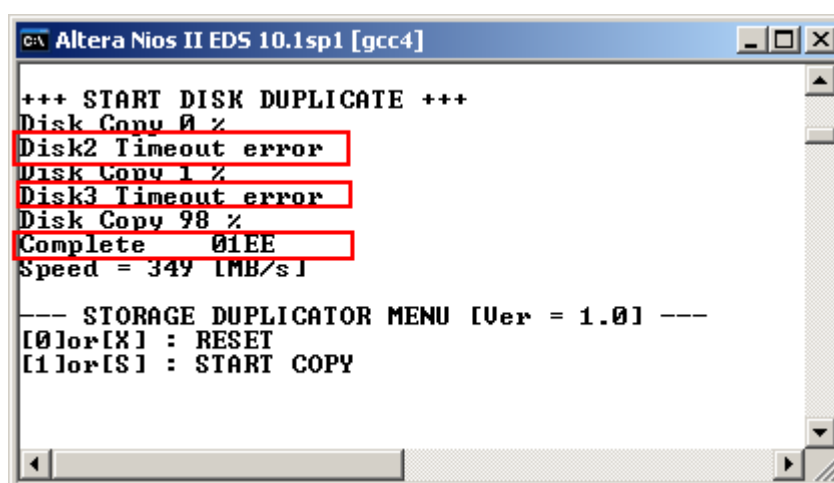 Altera Nios II EDS 10.1sp1 [gcc4]
+++ START DISK DUPLICATE +++
Disk Copy 0 %
Disk2 Timeout error
Disk Copy 1 %
Disk3 Timeout error
Disk Copy 98 %
Complete    01EE
Speed = 349 [MB/s]
--- STORAGE DUPLICATOR MENU [Ver = 1.0] ---
[0]or[X] : RESET
[1]or[S] : START COPY